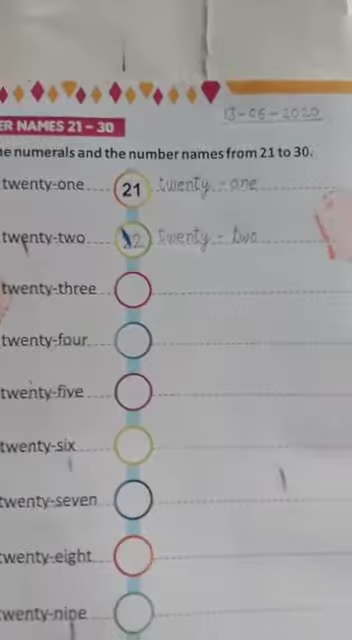 13-06-2020
ER NAMES 21 – 30
e numerals and the number names from 21 to 30.
twenty-one 21 twenty - one
twenty-two 22 twenty - two
twenty-three
twenty-four
twenty-five
twenty-six
twenty-seven
twenty-eight
twenty-nine